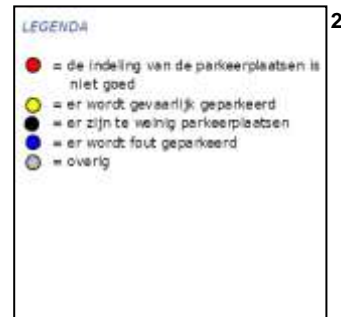 LEGENDA
= de indeling van de parkeerplaatsen is
niet goed
= er wordt gevaarlijk geparkeerd
= er zijn te weinig parkeerplaatsen
= er wordt fout geparkeerd
= overig
2